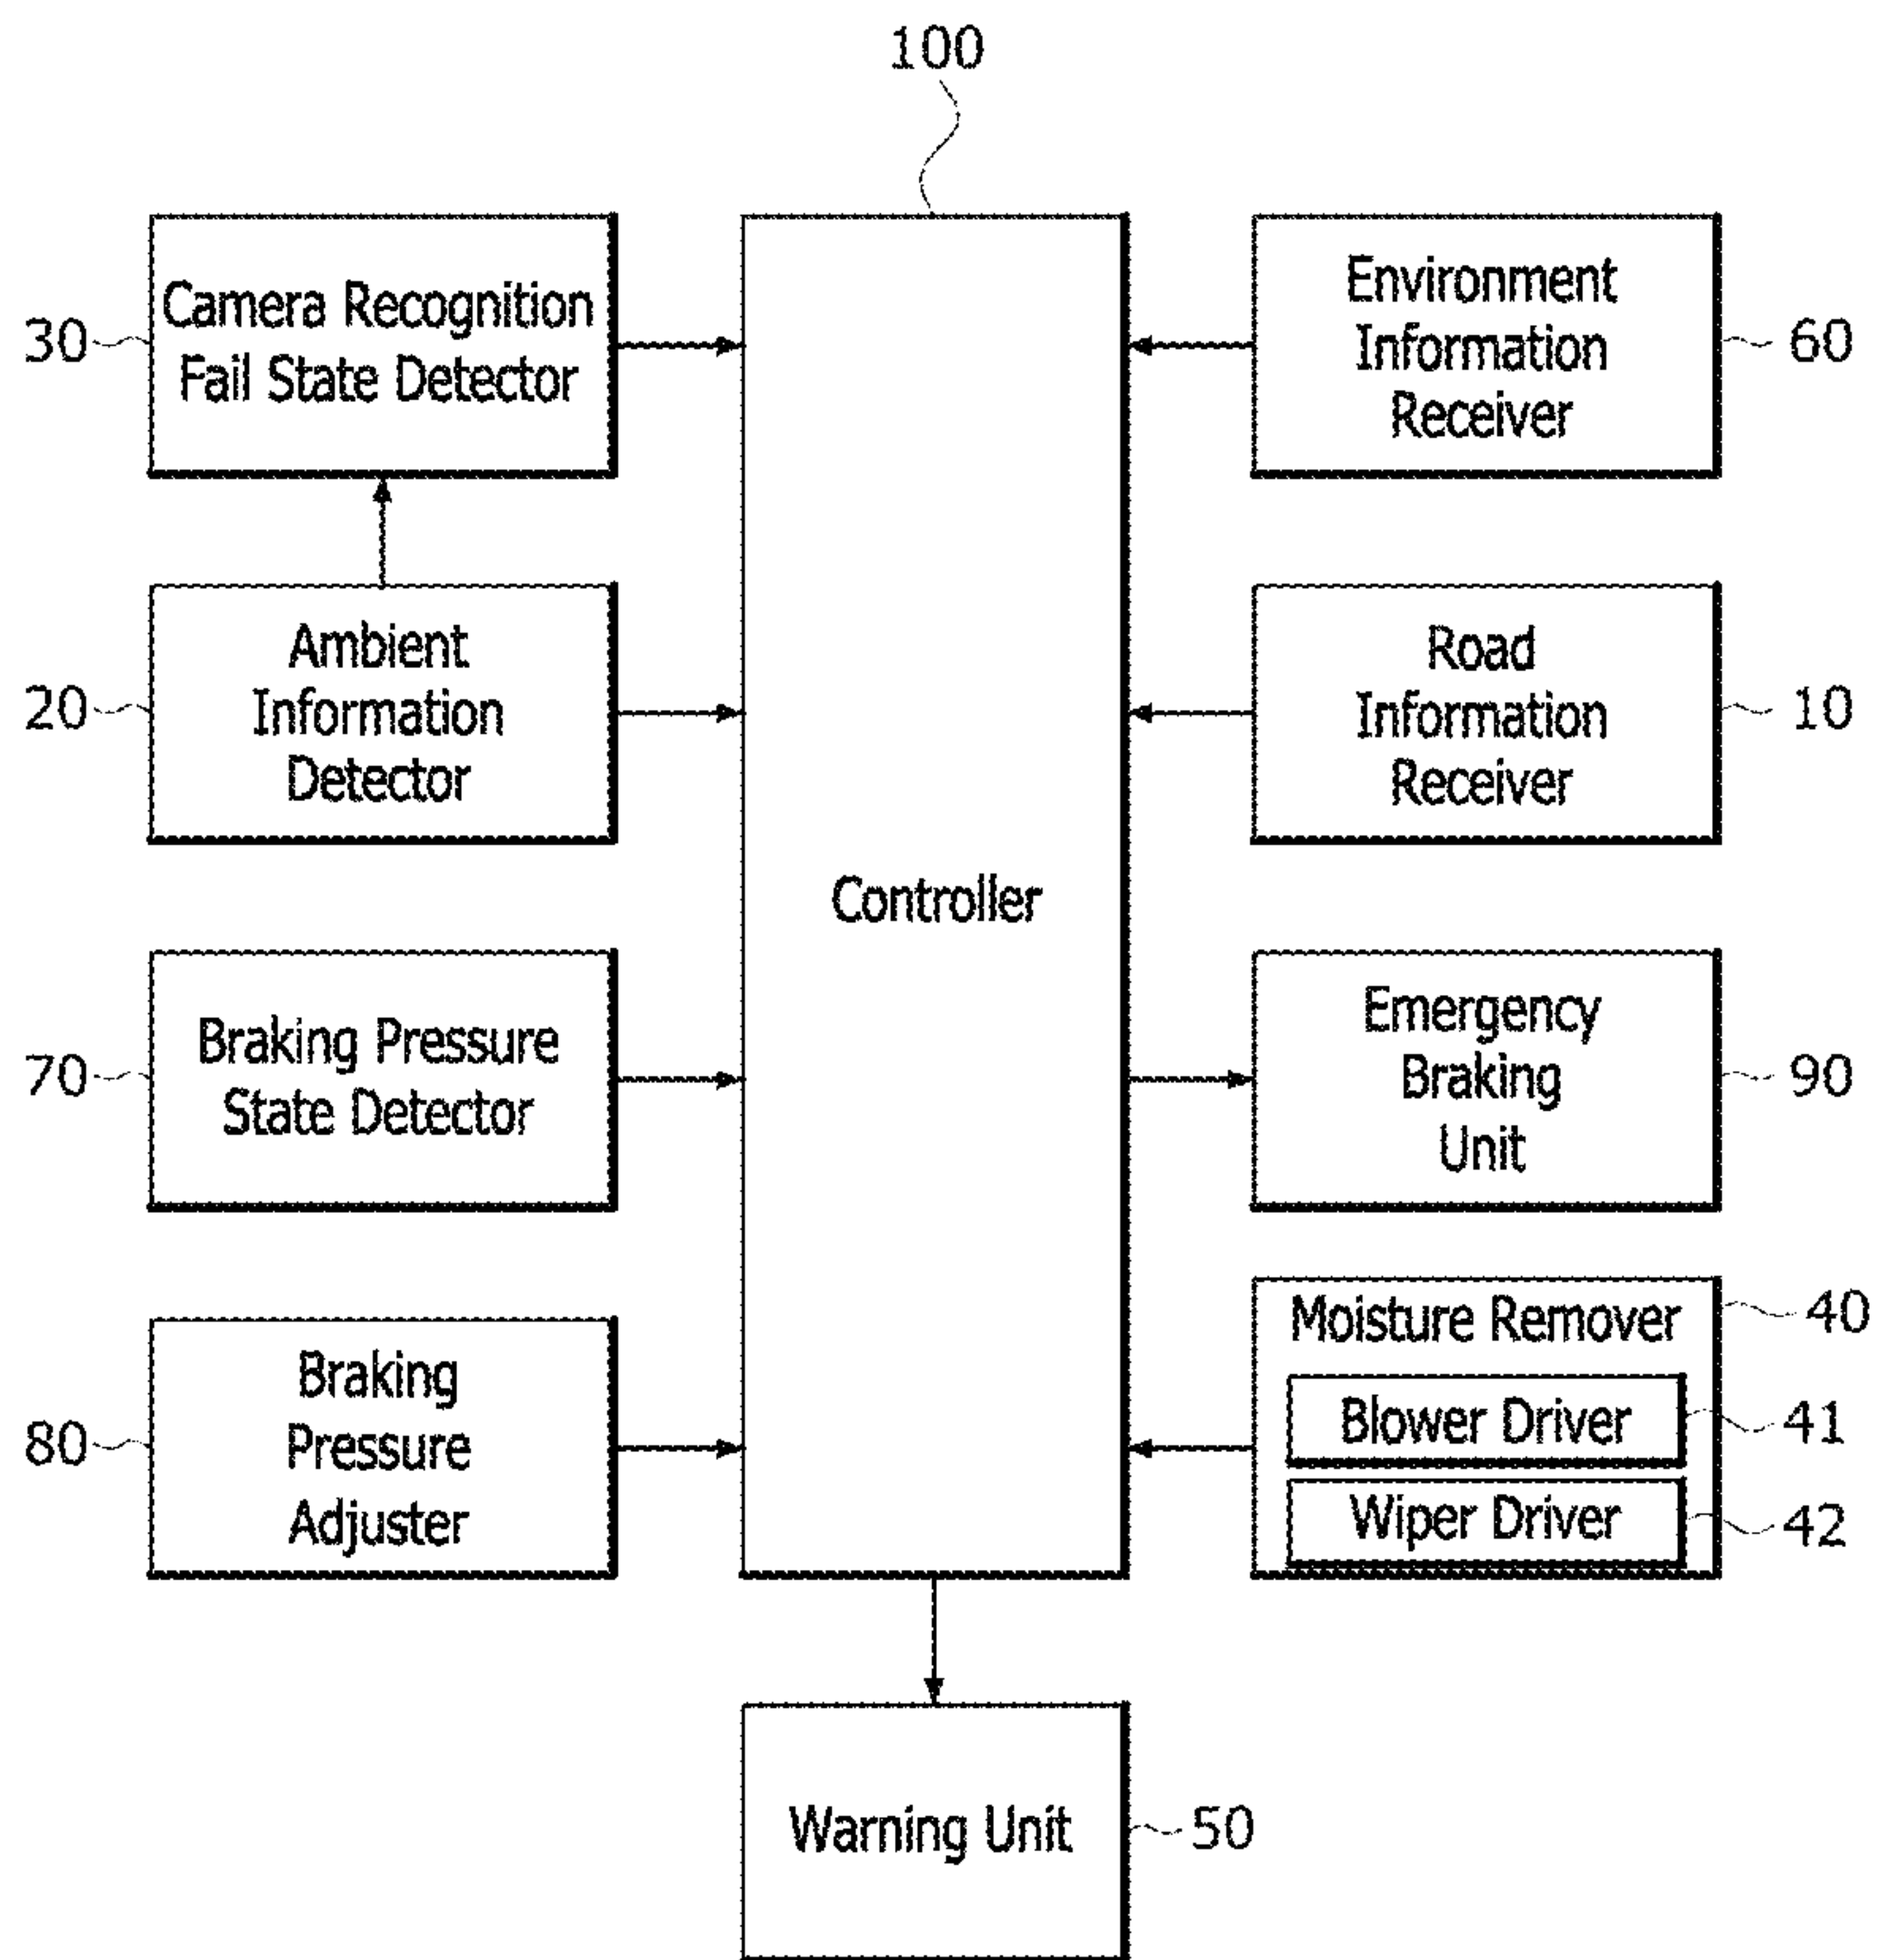 100
30
Camera Recognition
Fail State Detector
Environment
Information
Receiver
60
20
Ambient
Information
Detector
Controller
Road
Information
Receiver
10
70
Braking Pressure
State Detector
Emergency
Braking
Unit
90
80
Braking
Pressure
Adjuster
Moisture Remover
40
Blower Driver
41
Wiper Driver
42
Warning Unit
50